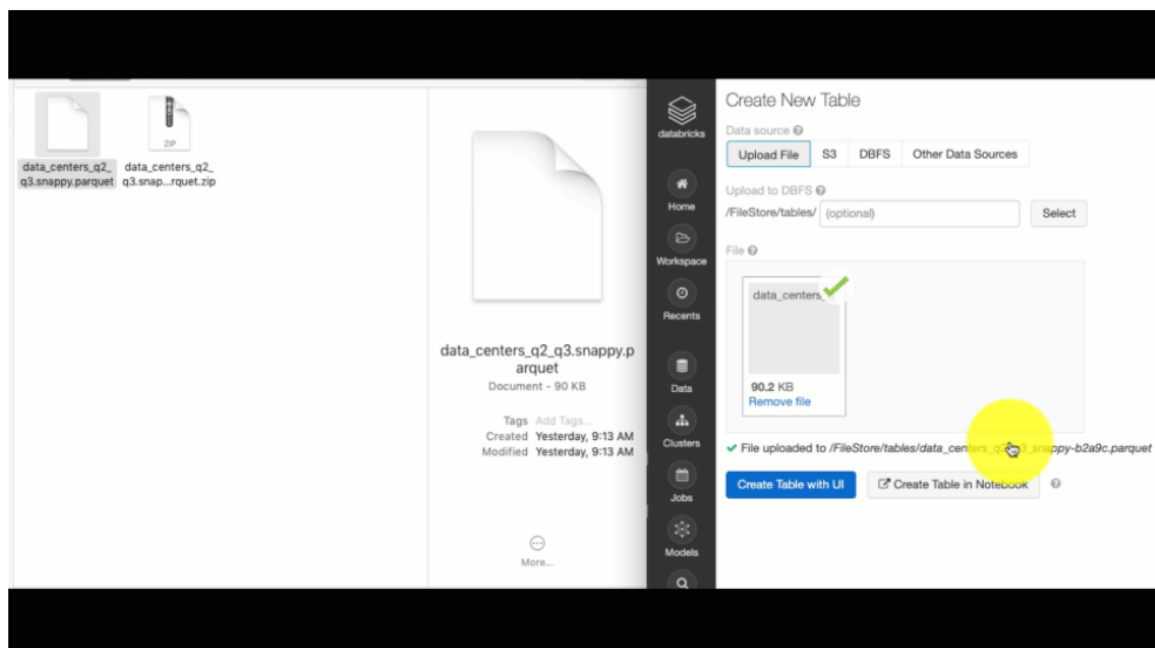 ZIP
data_centers_q2_
q3.snappy.parquet
data_centers_q2_
q3.snap...rquet.zip
data_centers_q2_q3.snappy.p
arquet
Document - 90 KB
Tags Add Tags...
Created Yesterday, 9:13 AM
Modified Yesterday, 9:13 AM
More...
databricks
Home
Workspace
Recents
Data
Clusters
Jobs
Models
Create New Table
Data source
Upload File S3 DBFS Other Data Sources
Upload to DBFS
/FileStore/tables/ (optional) Select
File
data_centers
90.2 KB
Remove file
File uploaded to
Create Table with UI Create Table in Notebook